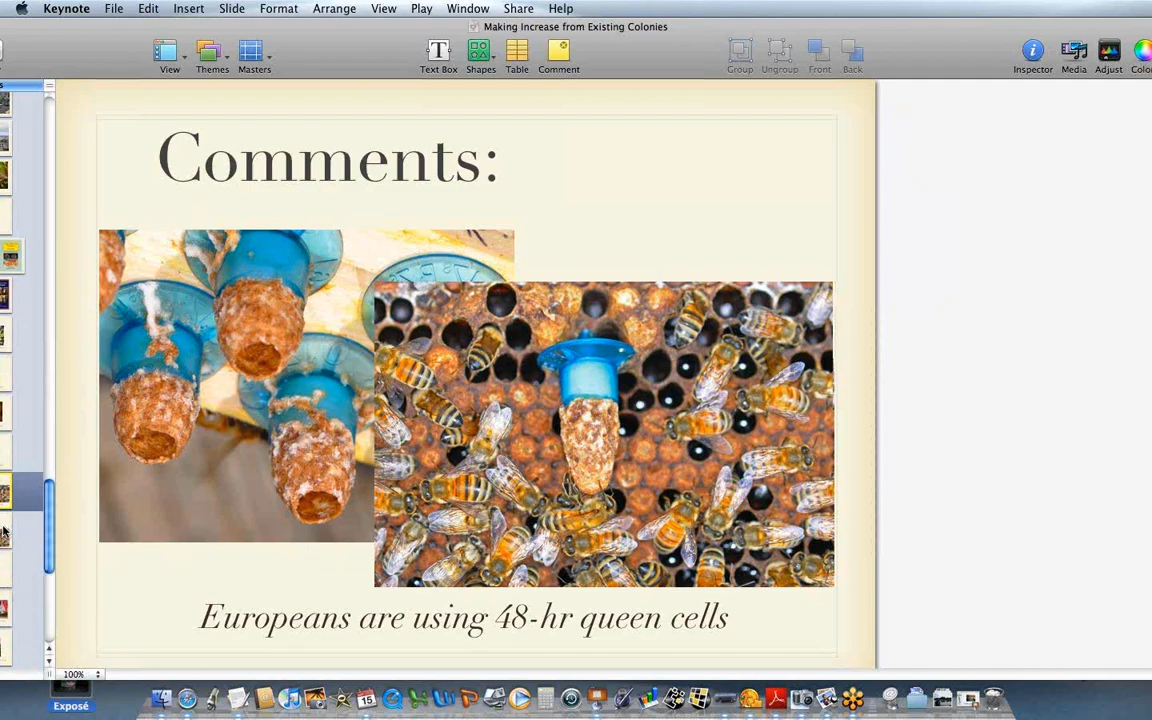 Keynote File Edit Insert Slide Format Arrange View Play Window Share Help
Making Increase from Existing Colonies
View Themes Masters Text Box Shapes Table Comment Group Ungroup Front Back Inspector Media Adjust Colo
Comments:
Europeans are using 48-hr queen cells
100%
15
Exposé